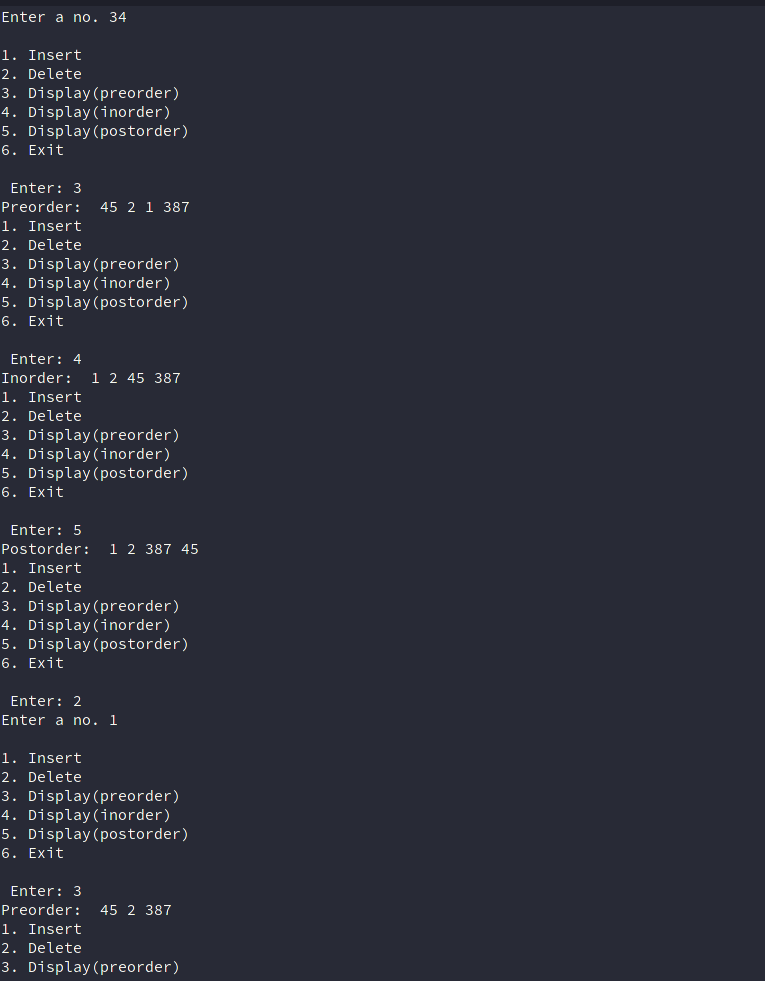 Enter a no. 34
1. Insert
2. Delete
3. Display(preorder)
4. Display(inorder)
5. Display(postorder)
6. Exit
Enter: 3
Preorder:  45 2 1 387
1. Insert
2. Delete
3. Display(preorder)
4. Display(inorder)
5. Display(postorder)
6. Exit
Enter: 4
Inorder:  1 2 45 387
1. Insert
2. Delete
3. Display(preorder)
4. Display(inorder)
5. Display(postorder)
6. Exit
Enter: 5
Postorder:  1 2 387 45
1. Insert
2. Delete
3. Display(preorder)
4. Display(inorder)
5. Display(postorder)
6. Exit
Enter: 2
Enter a no. 1
1. Insert
2. Delete
3. Display(preorder)
4. Display(inorder)
5. Display(postorder)
6. Exit
Enter: 3
Preorder:  45 2 387
1. Insert
2. Delete
3. Display(preorder)